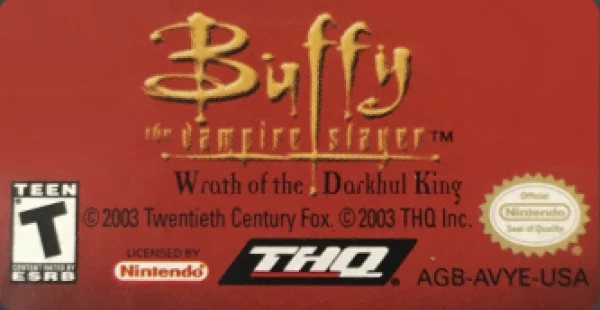 Buffy
the vampire slayer™
Wrath of the Darkhul King
TEEN
T
CONTENT RATED BY
ESRB
©2003 Twentieth Century Fox. ©2003 THQ Inc.
LICENSED BY
Nintendo®
THQ®
AGB-AVYE-USA
Official
Nintendo
Seal of Quality
®